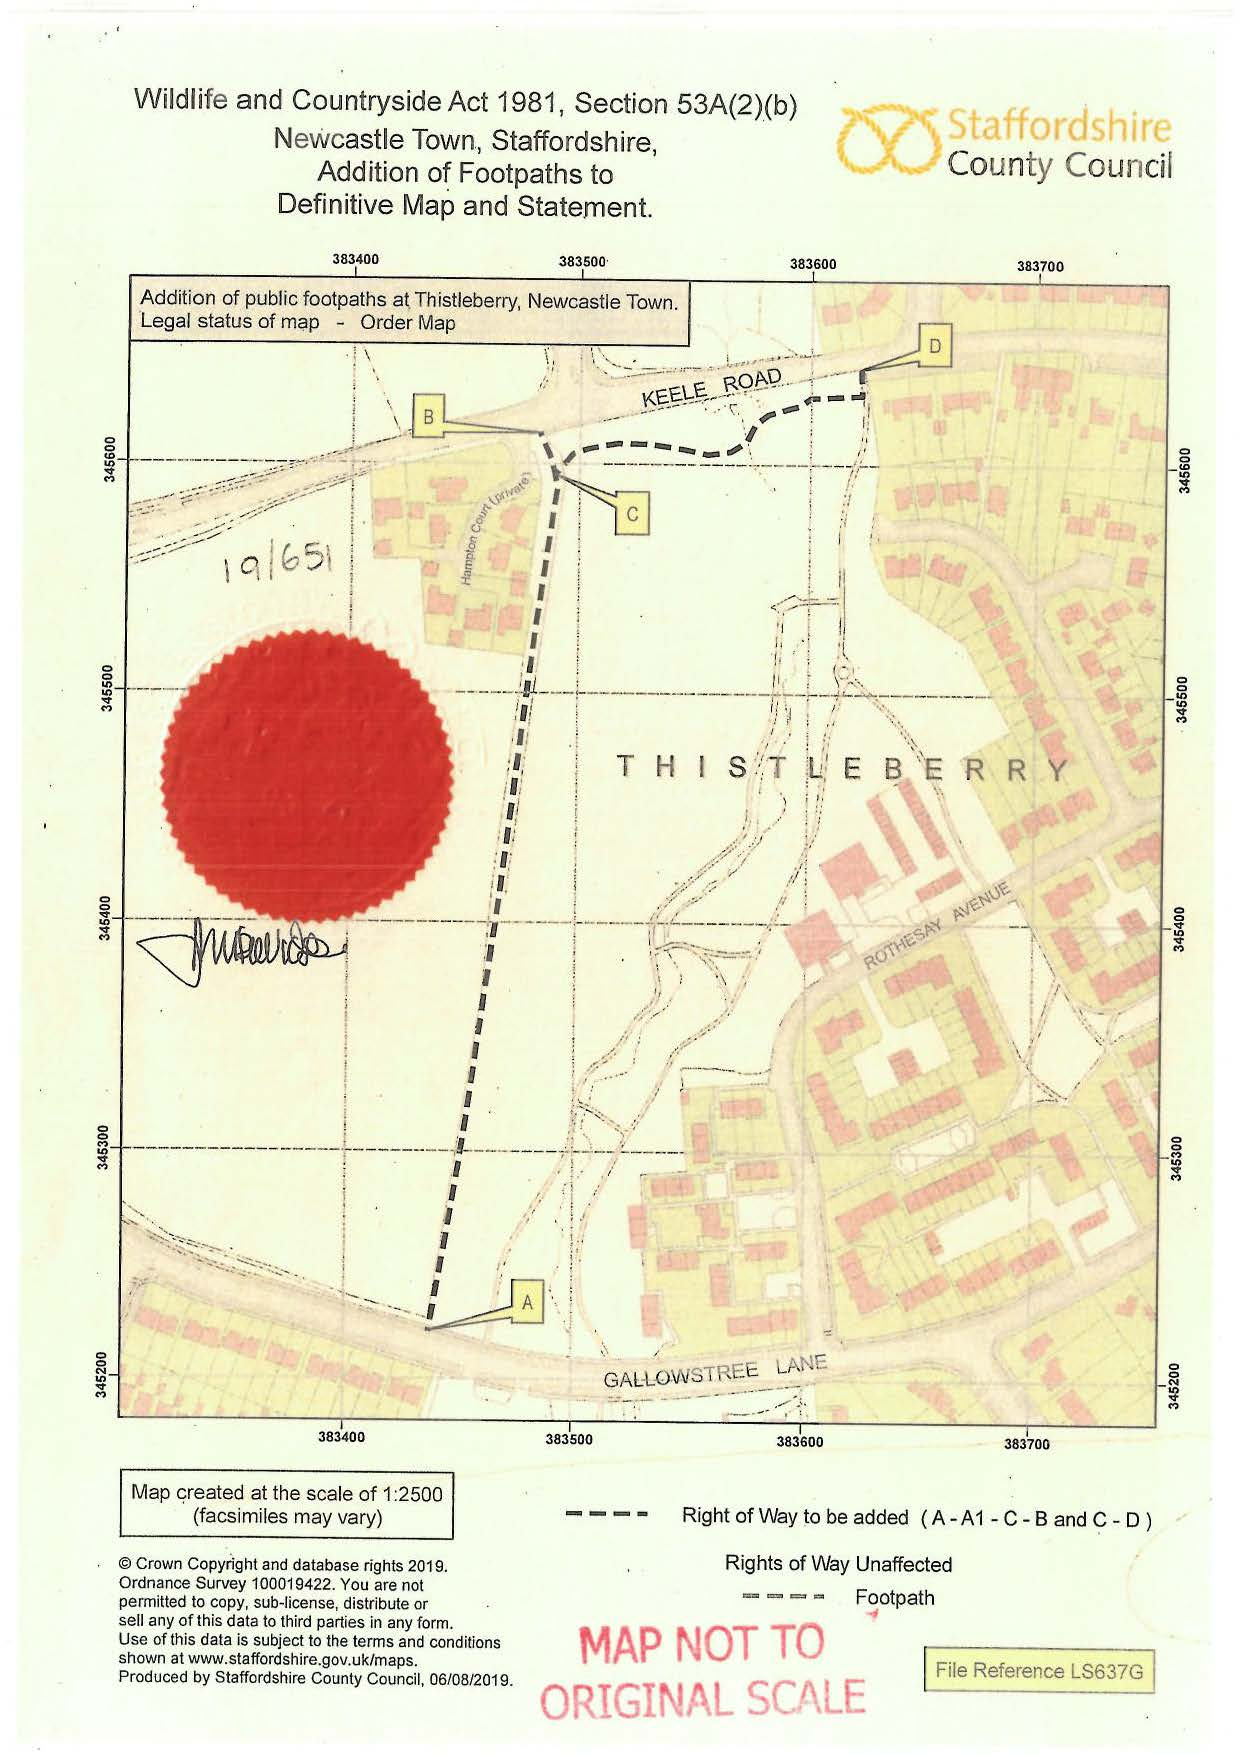 Wildlife and Countryside Act 1981, Section 53A(2)(b)
Newcastle Town, Staffordshire,
Addition of Footpaths to
Definitive Map and Statement.
Staffordshire
County Council
383400 383500 383600 383700
Addition of public footpaths at Thistleberry, Newcastle Town.
Legal status of map - Order Map
D
KEELE ROAD
B
345600
345600
C
Hampton Court (private)
19/651
345500
345500
THISTLEBERRY
ROTHESAY AVENUE
345400
345400
345300
345300
A
GALLOWSTREE LANE
345200
345200
383400 383500 383600 383700
Map created at the scale of 1:2500
(facsimiles may vary)
Right of Way to be added (A-A1-C-B and C-D)
Rights of Way Unaffected
Footpath
© Crown Copyright and database rights 2019.
Ordnance Survey 100019422. You are not
permitted to copy, sub-license, distribute or
sell any of this data to third parties in any form.
Use of this data is subject to the terms and conditions
shown at www.staffordshire.gov.uk/maps.
Produced by Staffordshire County Council, 06/08/2019.
MAP NOT TO
ORIGINAL SCALE
File Reference LS637G